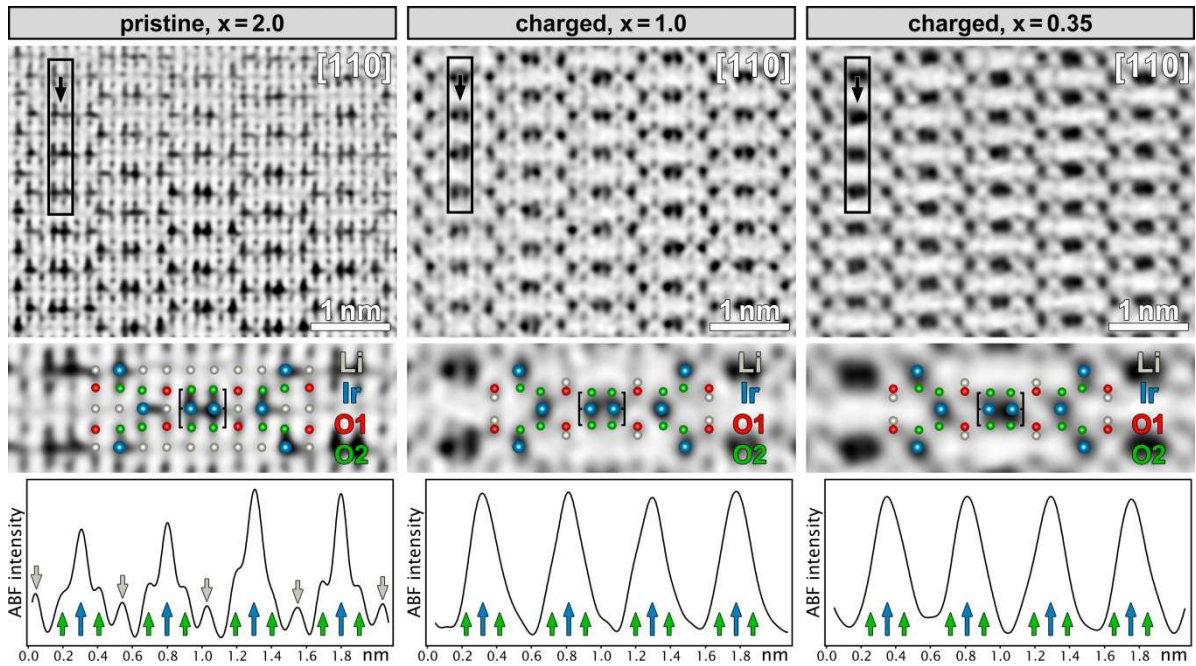 pristine, x = 2.0
charged, x = 1.0
charged, x = 0.35
[110]
[110]
[110]
1 nm
1 nm
1 nm
Li
Ir
O1
O2
Li
Ir
O1
O2
Li
Ir
O1
O2
ABF intensity
0.0 0.2 0.4 0.6 0.8 1.0 1.2 1.4 1.6 1.8 nm
ABF intensity
0.0 0.2 0.4 0.6 0.8 1.0 1.2 1.4 1.6 1.8 nm
ABF intensity
0.0 0.2 0.4 0.6 0.8 1.0 1.2 1.4 1.6 1.8 nm